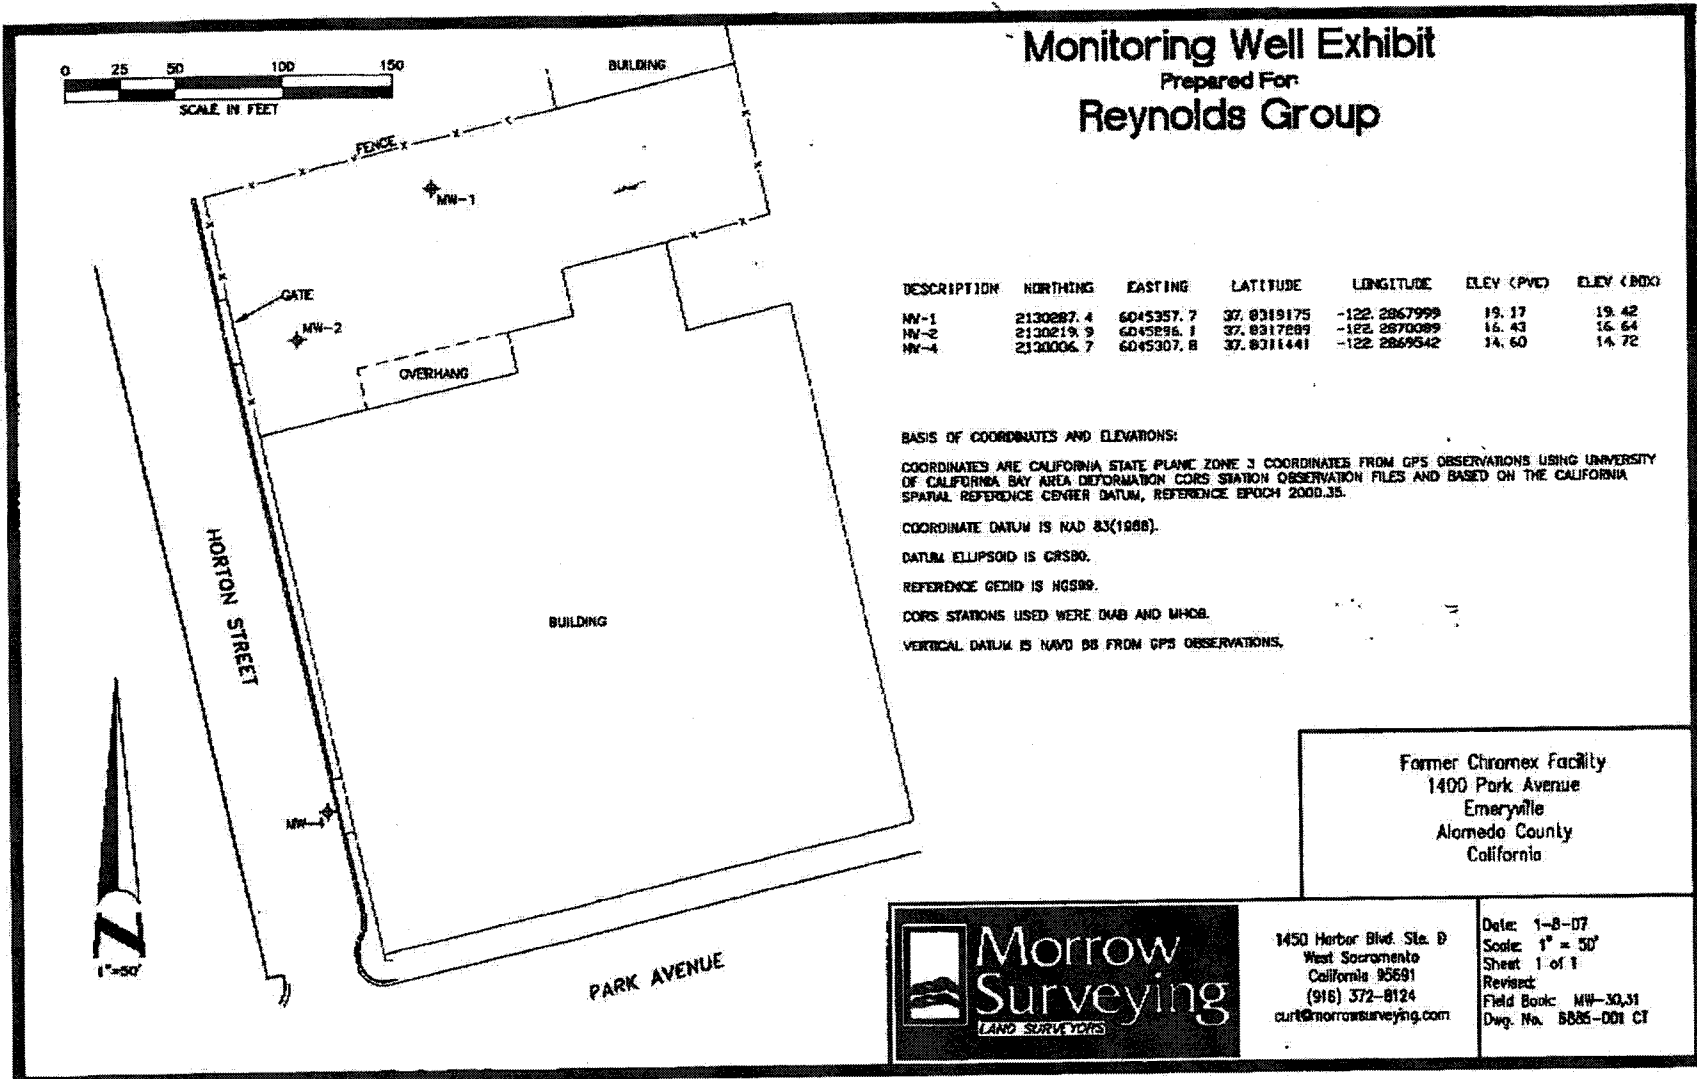 Monitoring Well Exhibit
Prepared For:
Reynolds Group
0 25 50 100 150
SCALE IN FEET
BUILDING
FENCE
MW-1
GATE
MW-2
OVERHANG
HORTON STREET
BUILDING
MW-4
PARK AVENUE
1"=50'
DESCRIPTION NORTHING EASTING LATITUDE LONGITUDE ELEV (PVC) ELEV (BOX)
MW-1 2130287.4 6045357.7 37.8319175 -122.2867999 19.17 19.42
MW-2 2130219.9 6045296.1 37.8317289 -122.2870089 16.43 16.64
MW-4 2130006.7 6045307.8 37.8311441 -122.2869542 14.60 14.72
BASIS OF COORDINATES AND ELEVATIONS:
COORDINATES ARE CALIFORNIA STATE PLANE ZONE 3 COORDINATES FROM GPS OBSERVATIONS USING UNIVERSITY
OF CALIFORNIA BAY AREA DEFORMATION CORS STATION OBSERVATION FILES AND BASED ON THE CALIFORNIA
SPATIAL REFERENCE CENTER DATUM, REFERENCE EPOCH 2000.35.
COORDINATE DATUM IS NAD 83(1988).
DATUM ELLIPSOID IS GRS80.
REFERENCE GEOID IS NGS99.
CORS STATIONS USED WERE DIAB AND MHCB.
VERTICAL DATUM IS NAVD 88 FROM GPS OBSERVATIONS.
Former Chromex Facility
1400 Park Avenue
Emeryville
Alameda County
California
Morrow
Surveying
LAND SURVEYORS
1450 Harbor Blvd. Ste. D
West Sacramento
California 95691
(916) 372-8124
curt@morrowsurveying.com
Date: 1-8-07
Scale: 1" = 50'
Sheet 1 of 1
Revised:
Field Book: MW-30,31
Dwg. No. CT